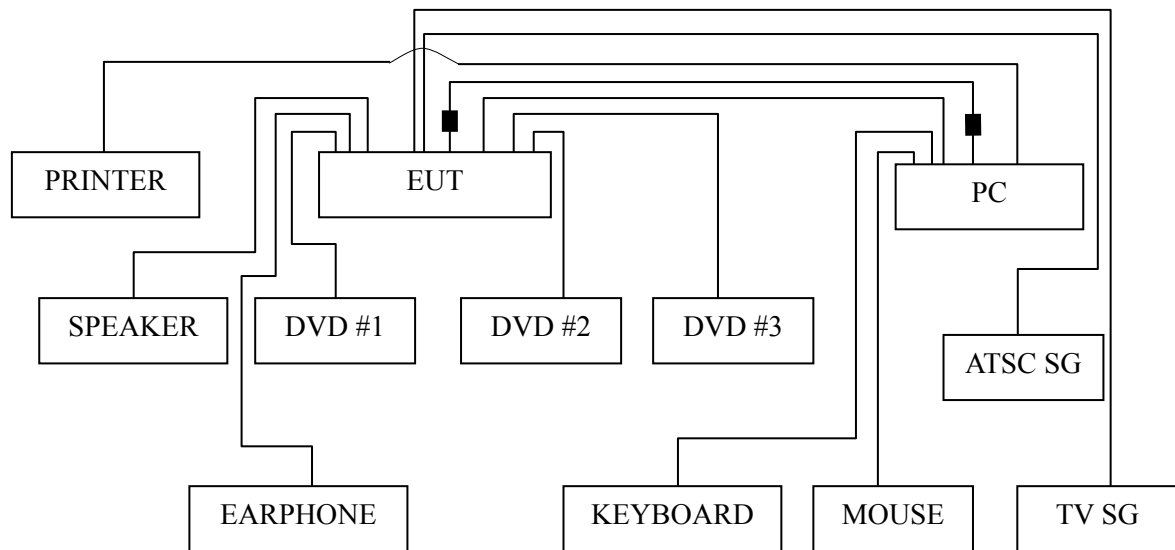 PRINTER
EUT
PC
SPEAKER
DVD #1
DVD #2
DVD #3
ATSC SG
EARPHONE
KEYBOARD
MOUSE
TV SG